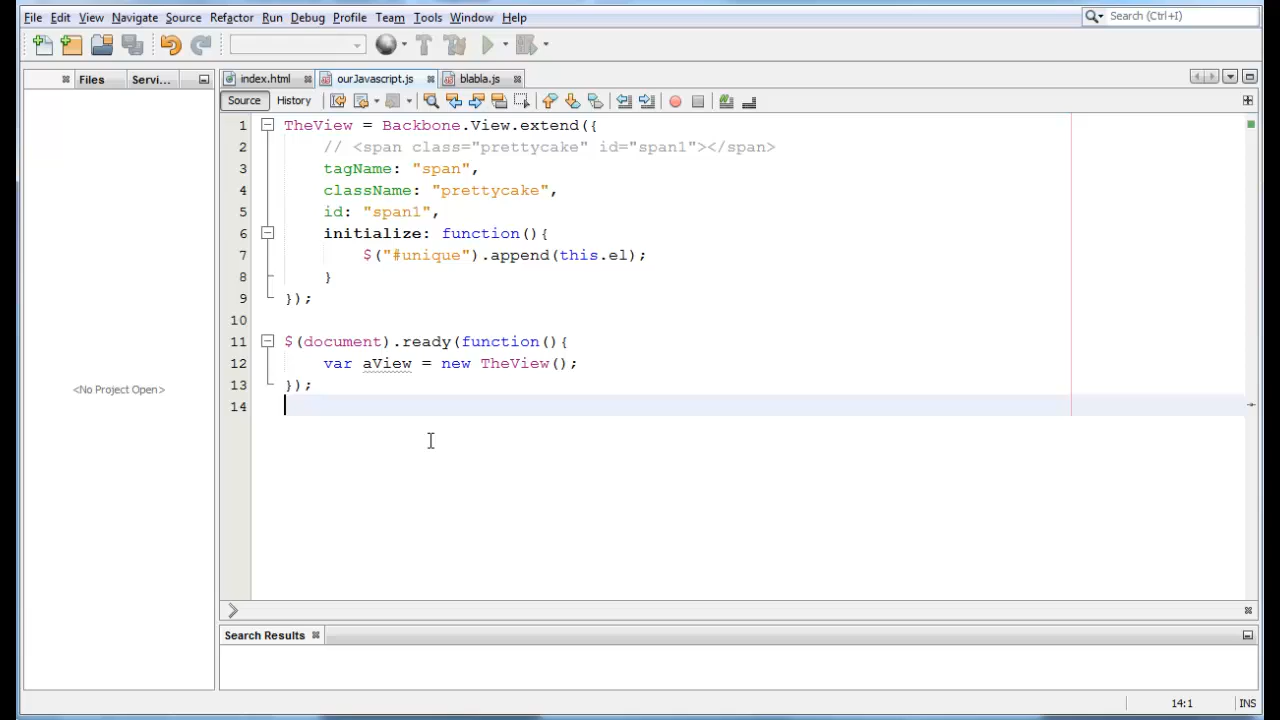 File Edit View Navigate Source Refactor Run Debug Profile Team Tools Window Help
Search (Ctrl+I)
Files Servi...
index.html ourJavascript.js blabla.js
Source History
1 TheView = Backbone.View.extend({
2 // <span class="prettycake" id="span1"></span>
3 tagName: "span",
4 className: "prettycake",
5 id: "span1",
6 initialize: function(){
7 $("#unique").append(this.el);
8 }
9 });
10
11 $(document).ready(function(){
12 var aView = new TheView();
13 });
14
<No Project Open>
Search Results
14:1 INS